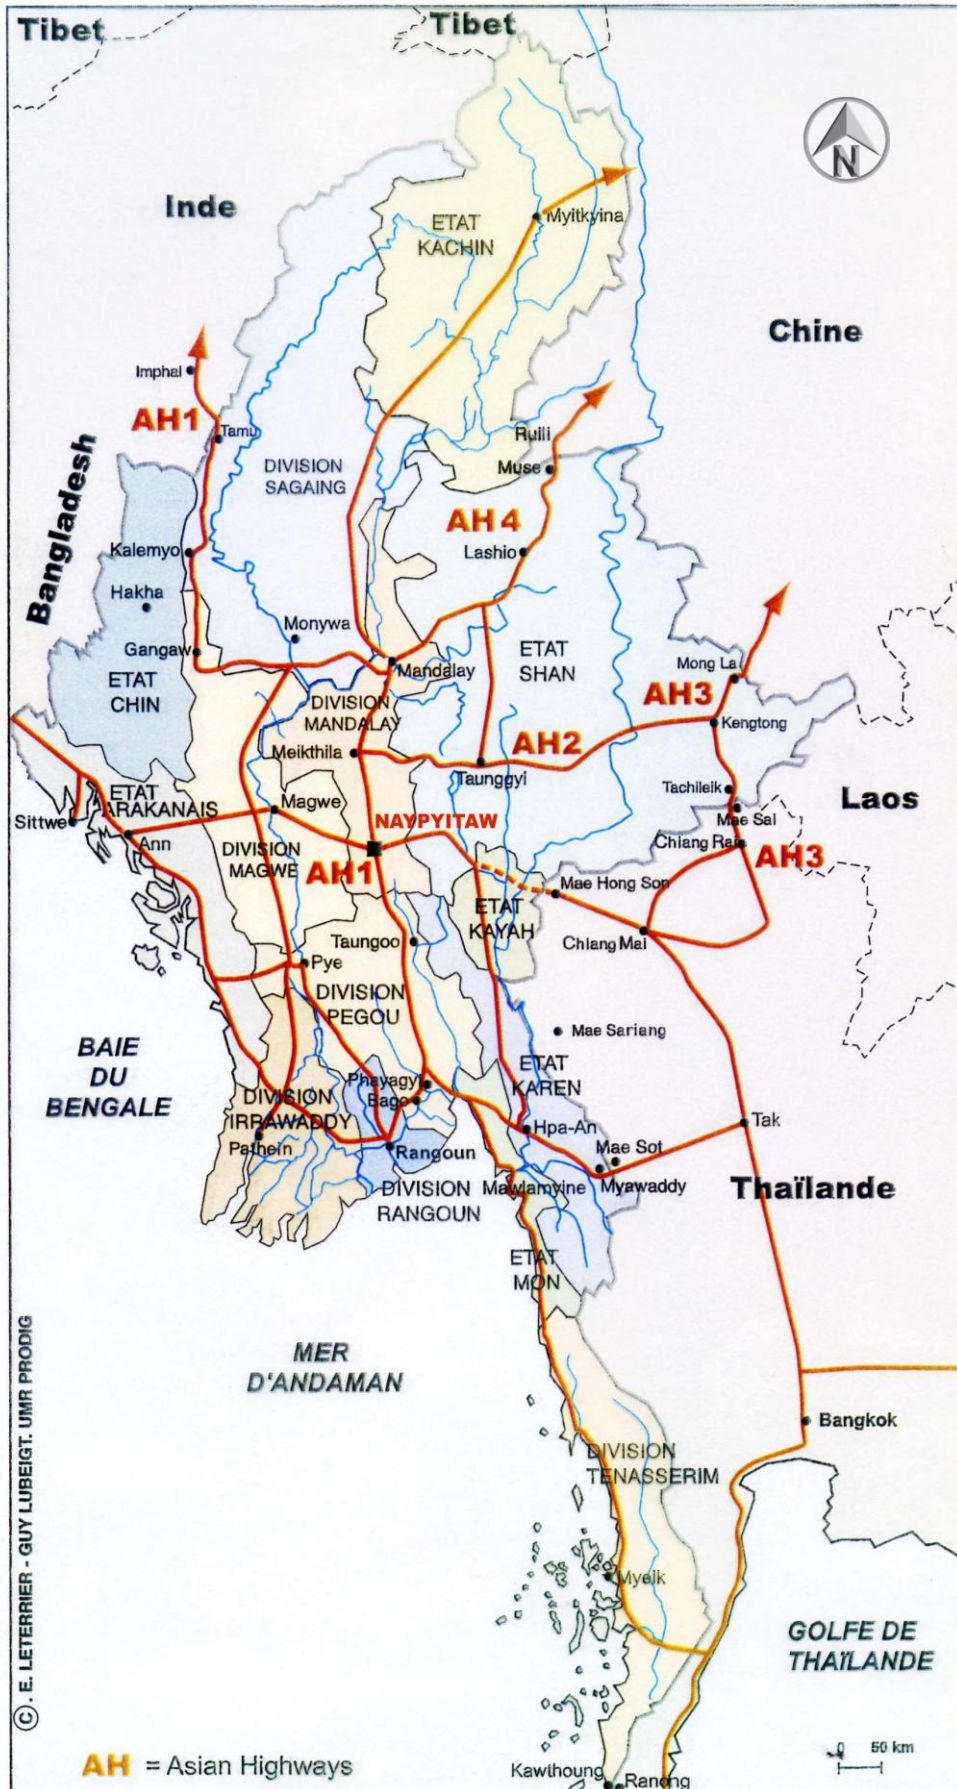 Tibet
Tibet
N
Inde
ETAT
KACHIN
Myitkyina
Chine
Imphal
AH1
Tamu
Ruili
Muse
Bangladesh
DIVISION
SAGAING
AH4
Kalemyo
Lashio
Hakha
Monywa
Gangaw
Mandalay
ETAT
SHAN
Mong La
ETAT
CHIN
DIVISION
MANDALAY
AH3
Kengtong
Meikthila
AH2
Taunggyi
Tachileik
ETAT
ARAKANAIS
Magwe
Mae Sai
Laos
Sittwe
Ann
NAYPYITAW
Chiang Rai
DIVISION
MAGWE
AH1
AH3
Mae Hong Son
ETAT
KAYAH
Taungoo
Chiang Mai
Pye
DIVISION
PEGOU
BAIE
DU
BENGALE
Mae Sariang
ETAT
KAREN
Phayagyi
Bago
DIVISION
IRRAWADDY
Pathein
Rangoun
Hpa-An
Tak
Mae Sot
Myawaddy
Mawlamyine
Thaïlande
DIVISION
RANGOUN
ETAT
MON
MER
D'ANDAMAN
Bangkok
DIVISION
TENASSERIM
Myeik
GOLFE DE
THAÏLANDE
© . E. LETERRIER - GUY LUBEIGT. UMR PRODIG
AH = Asian Highways
0 50 km
Kawthoung
Ranong